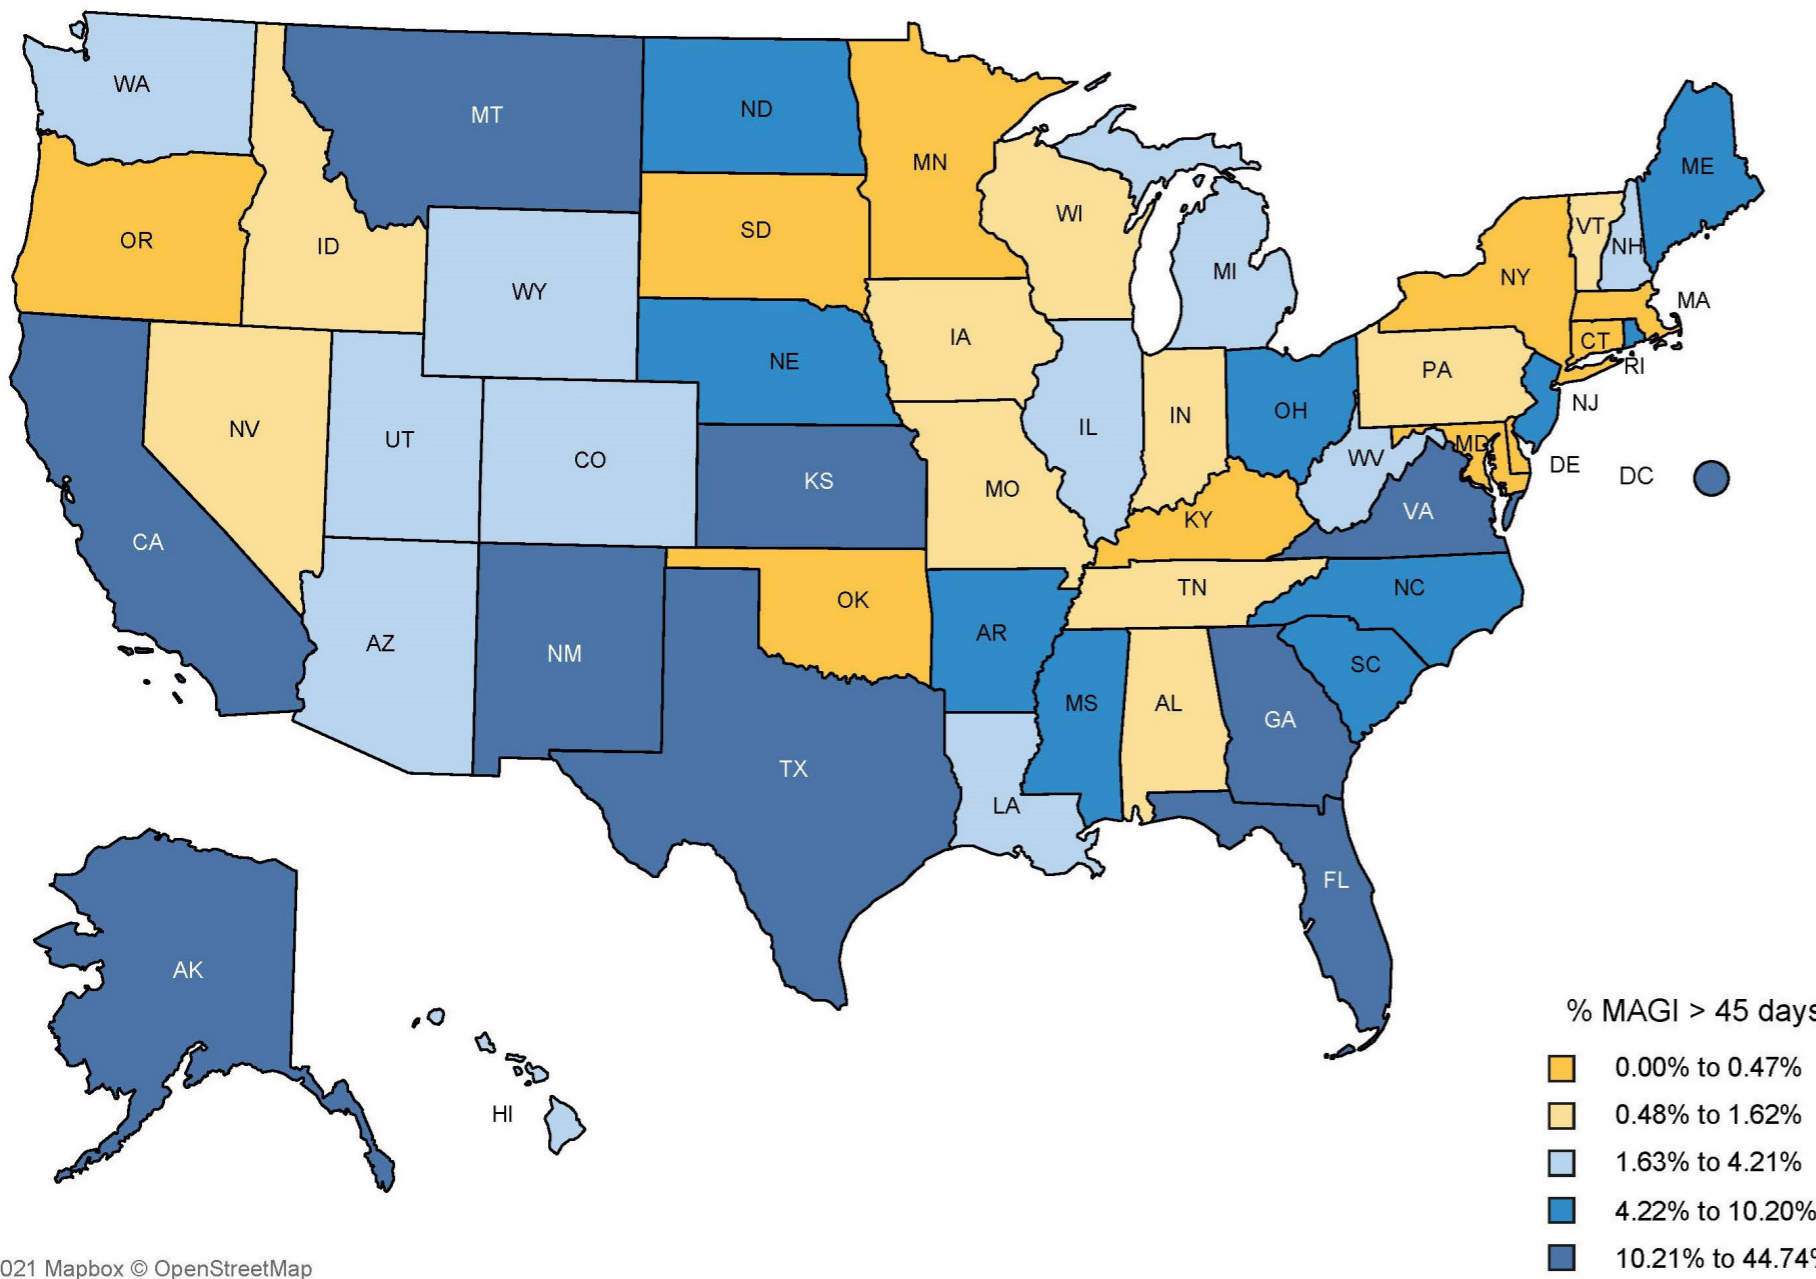 WA
MT
ND
MN
ME
OR
ID
SD
WI
VT
NH
WY
MI
NY
MA
NE
IA
CT
RI
PA
NJ
NV
UT
CO
KS
MO
IL
IN
OH
WV
MD
DE
DC
CA
KY
VA
AZ
NM
OK
AR
TN
NC
SC
MS
AL
GA
TX
LA
FL
AK
HI
% MAGI > 45 days
0.00% to 0.47%
0.48% to 1.62%
1.63% to 4.21%
4.22% to 10.20%
10.21% to 44.74%
021 Mapbox © OpenStreetMap